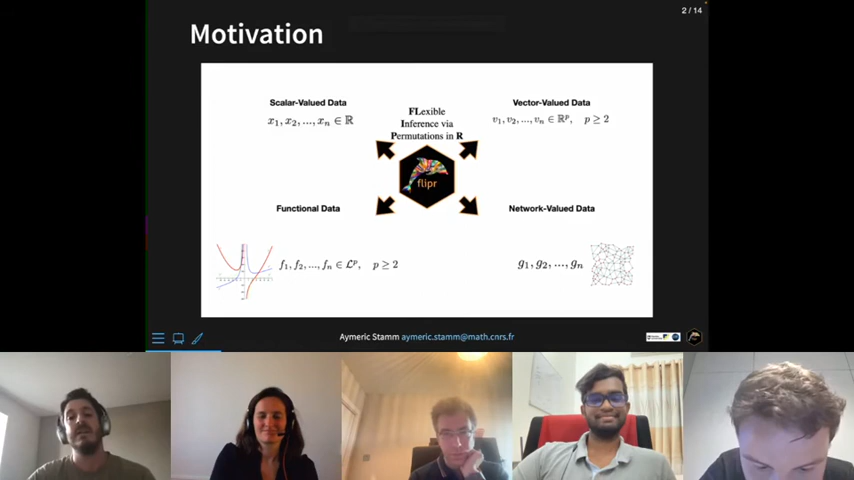 2 / 14
Motivation
Scalar-Valued Data
x₁, x₂, ..., xₙ ∈ ℝ
FLexible
Inference via
Permutations in R
flipr
Vector-Valued Data
v₁, v₂, ..., vₙ ∈ ℝᵖ, p ≥ 2
Functional Data
f₁, f₂, ..., fₙ ∈ 𝓛ᵖ, p ≥ 2
Network-Valued Data
g₁, g₂, ..., gₙ
Aymeric Stamm aymeric.stamm@math.cnrs.fr